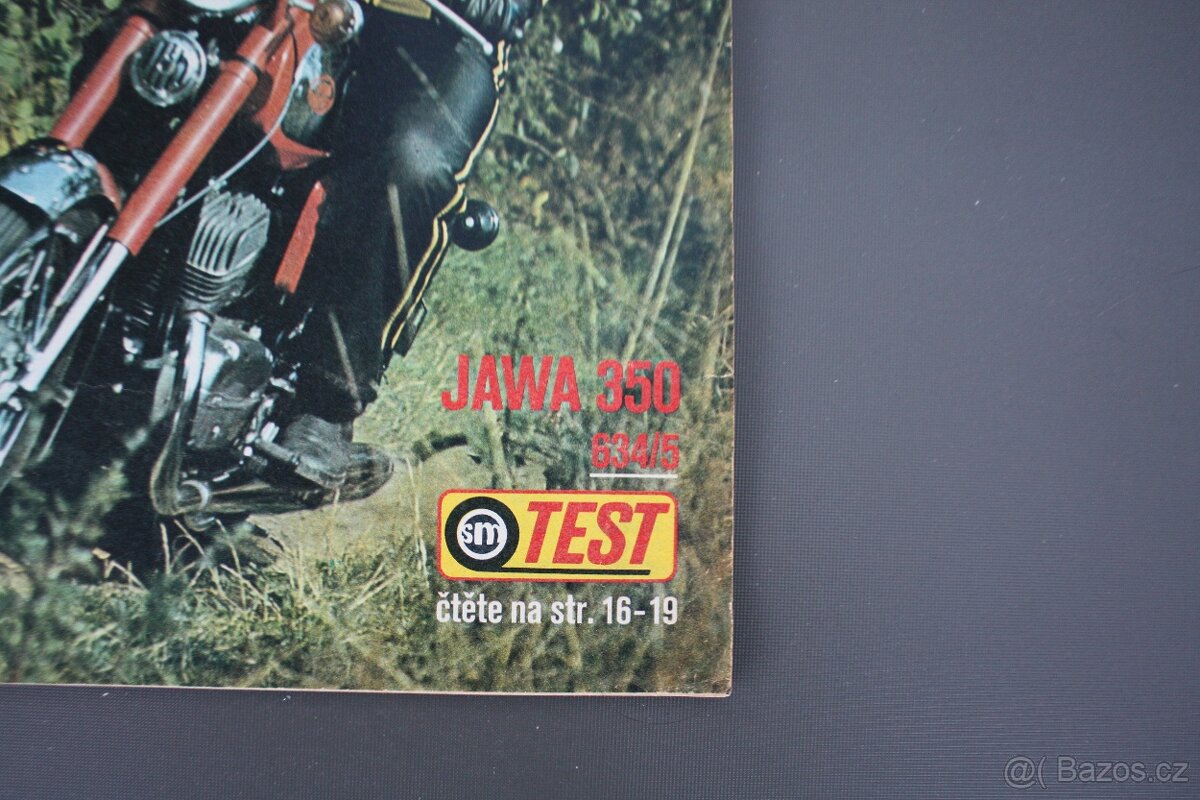 JAWA 350
634/5
sm TEST
čtěte na str. 16-19
@( Bazos.cz